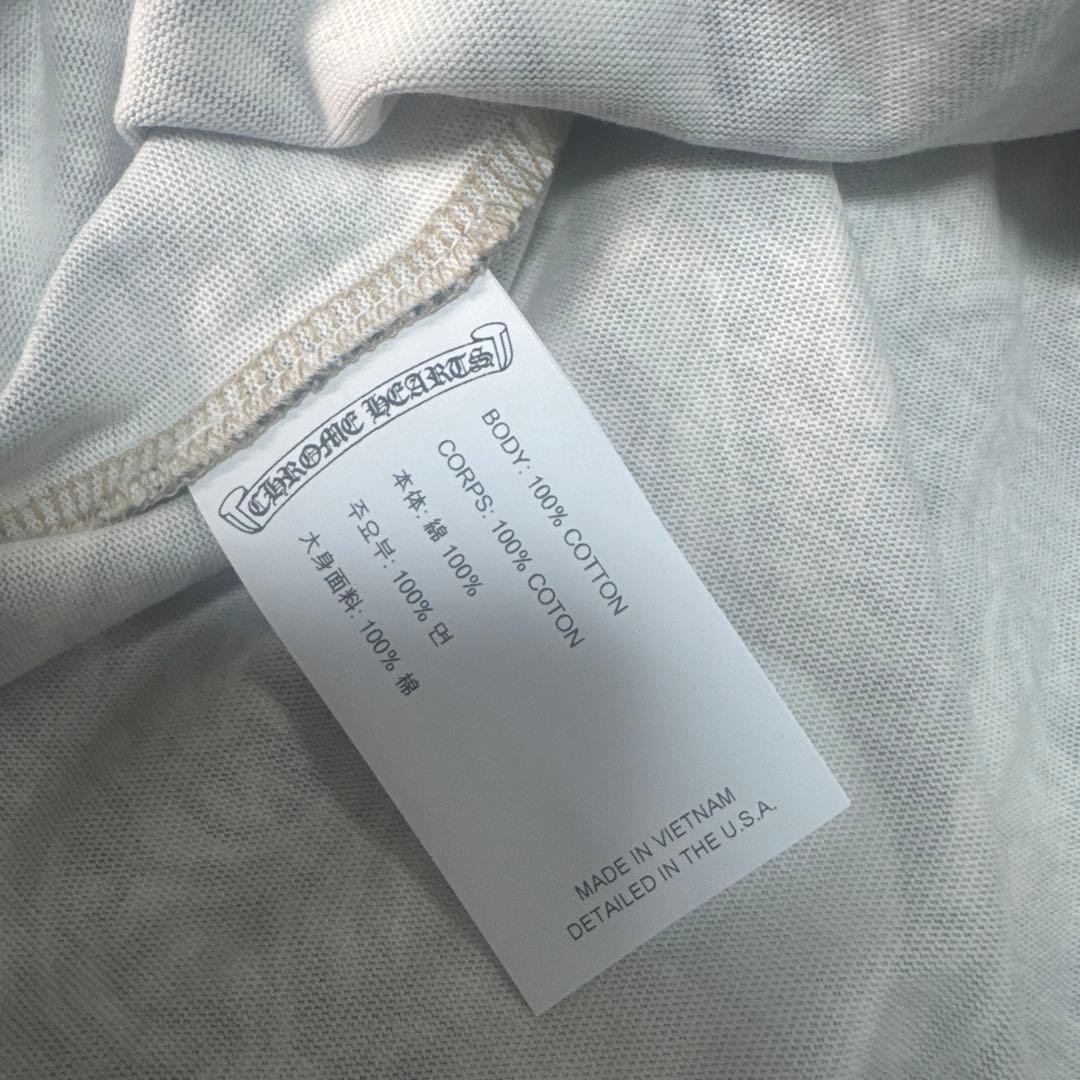 CHROME HEARTS
BODY: 100% COTTON
CORPS: 100% COTON
本体: 綿 100%
주요부: 100% 면
大身面料: 100% 棉
MADE IN VIETNAM
DETAILED IN THE U.S.A.